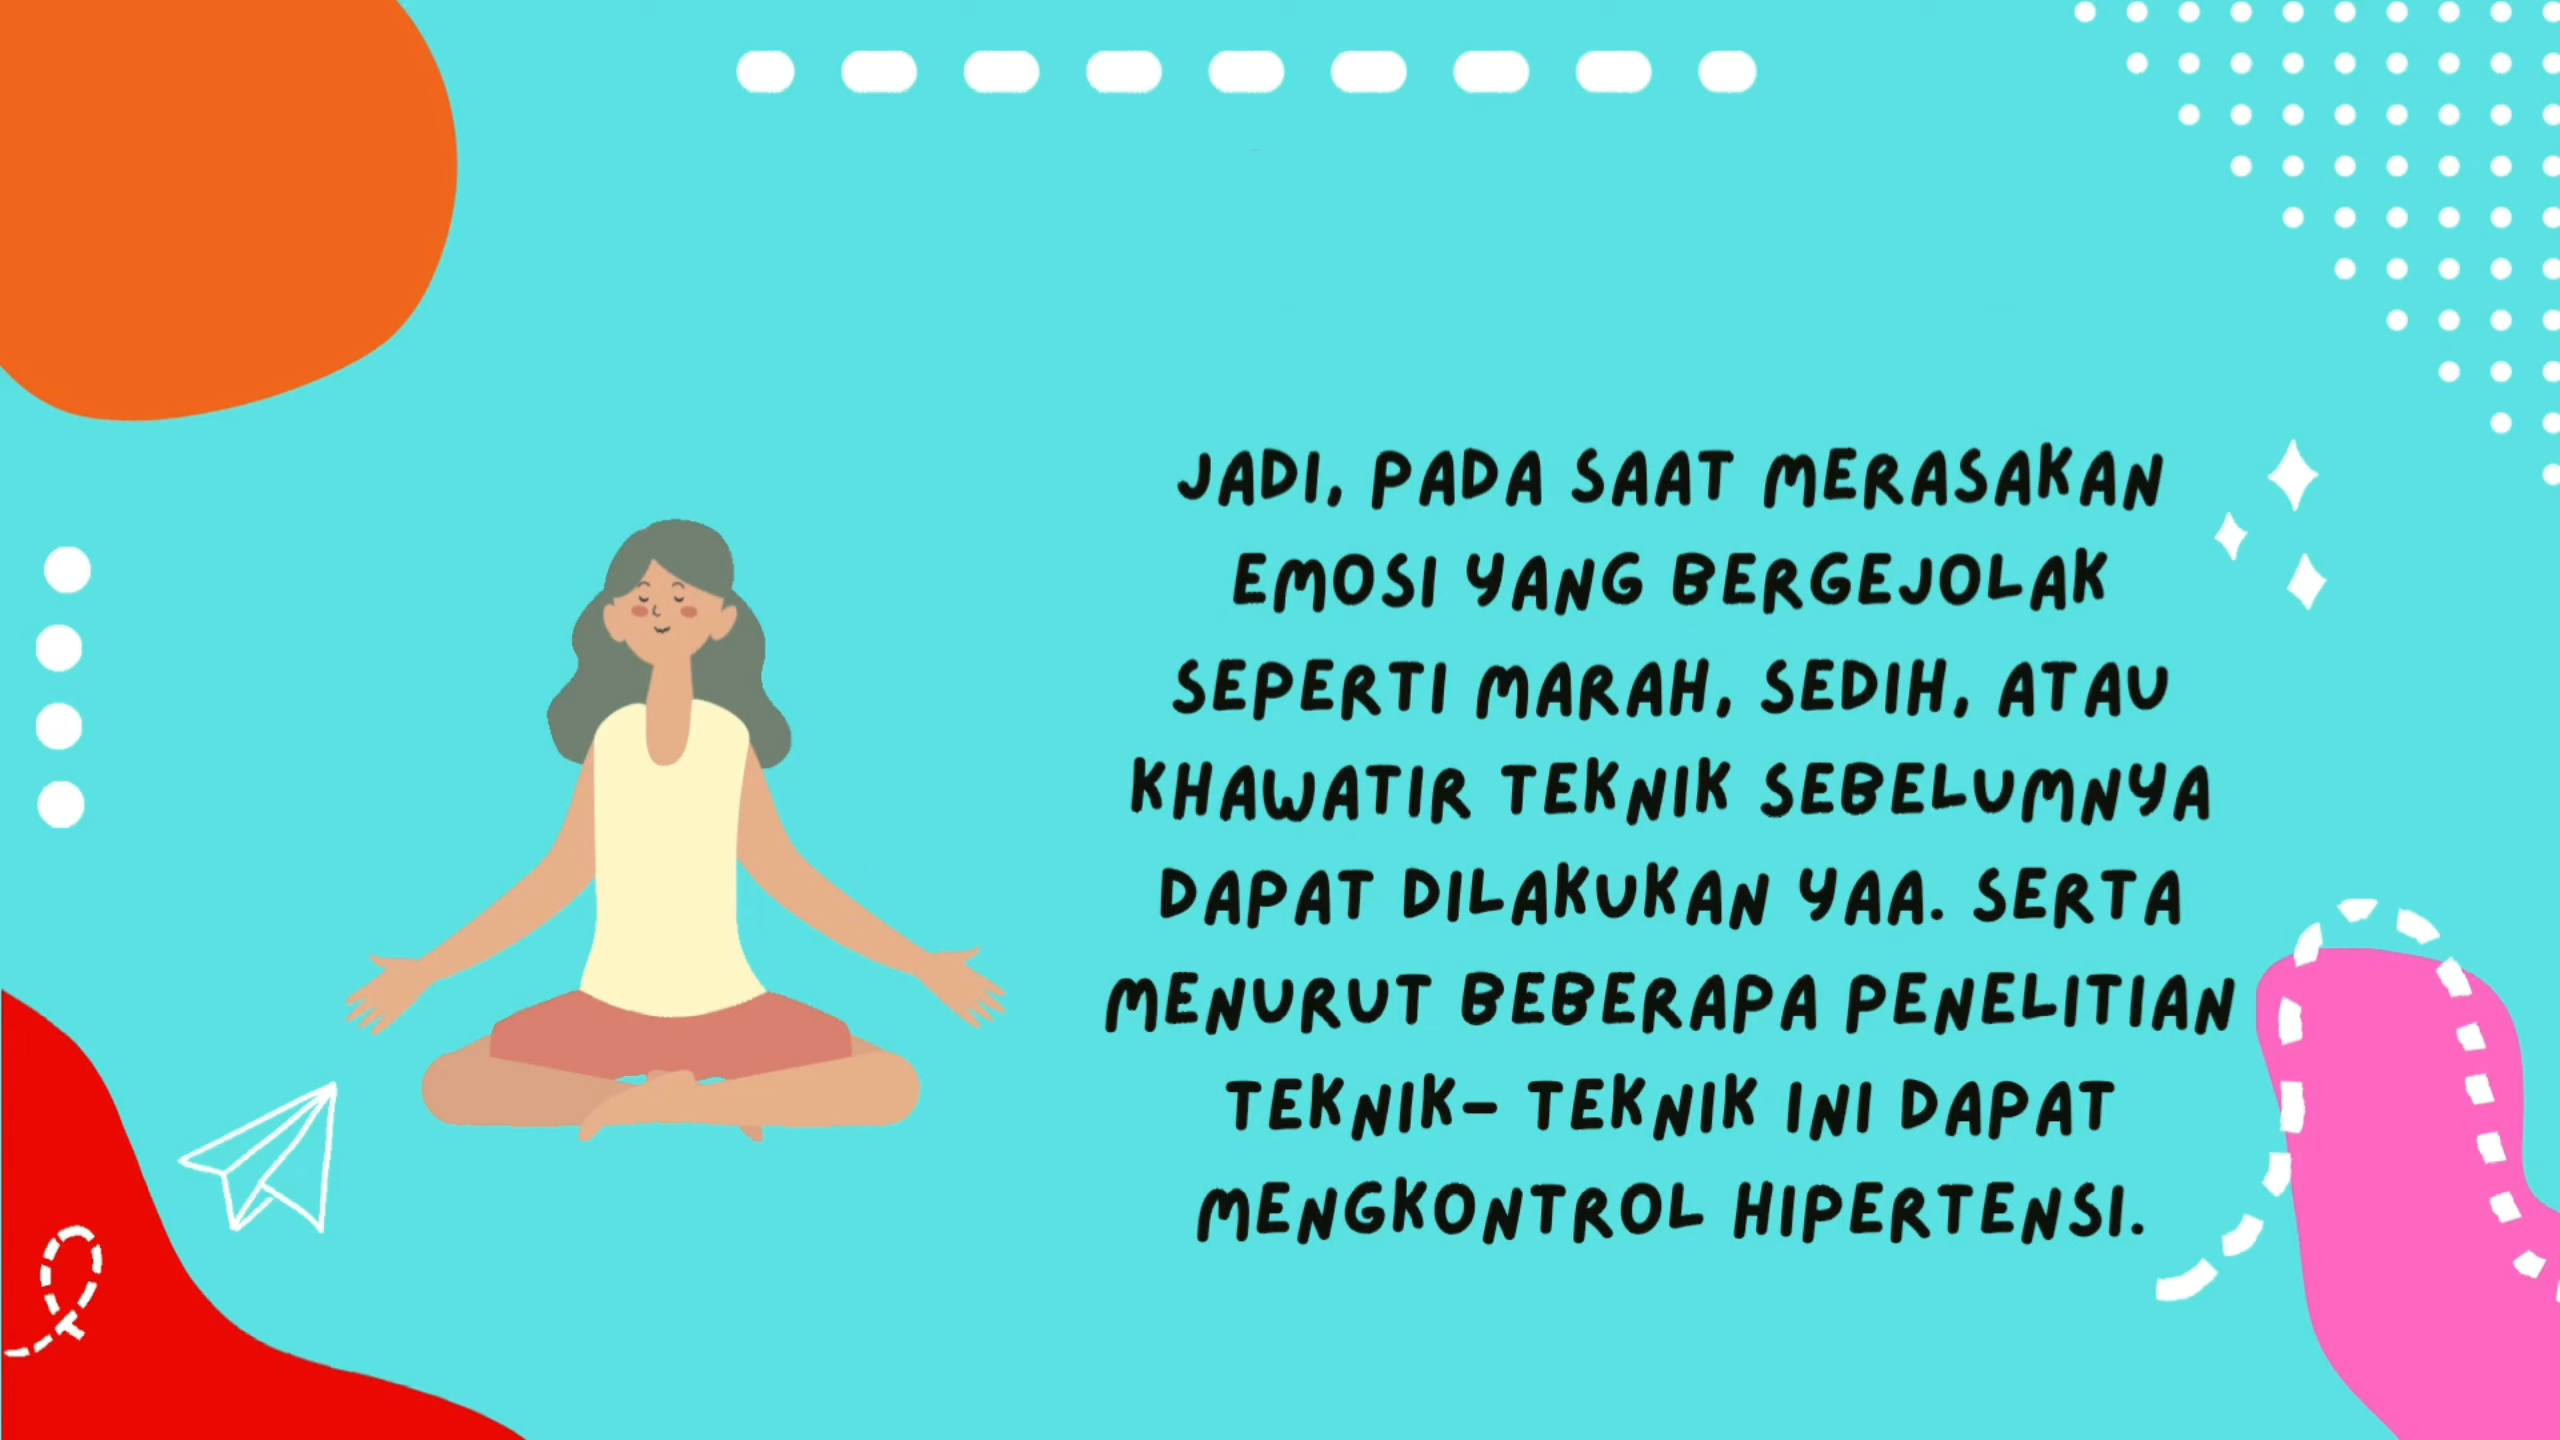 JADI, PADA SAAT MERASAKAN
EMOSI YANG BERGEJOLAK
SEPERTI MARAH, SEDIH, ATAU
KHAWATIR TEKNIK SEBELUMNYA
DAPAT DILAKUKAN YAA. SERTA
MENURUT BEBERAPA PENELITIAN
TEKNIK- TEKNIK INI DAPAT
MENGKONTROL HIPERTENSI.